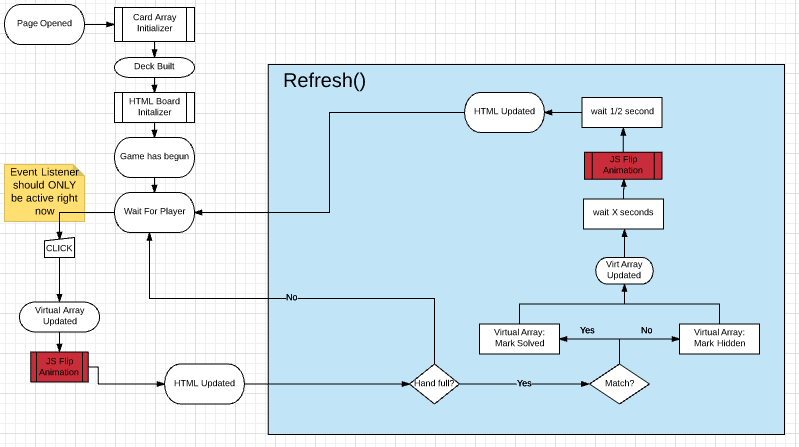 Page Opened
Card Array
Initializer
Deck Built
HTML Board
Initalizer
Game has begun
Event Listener
should ONLY
be active right
now
Wait For Player
CLICK
Virtual Array
Updated
JS Flip
Animation
HTML Updated
Refresh()
HTML Updated
wait 1/2 second
JS Flip
Animation
wait X seconds
Virt Array
Updated
Virtual Array:
Mark Solved
Yes
No
Virtual Array:
Mark Hidden
No
Hand full?
Yes
Match?